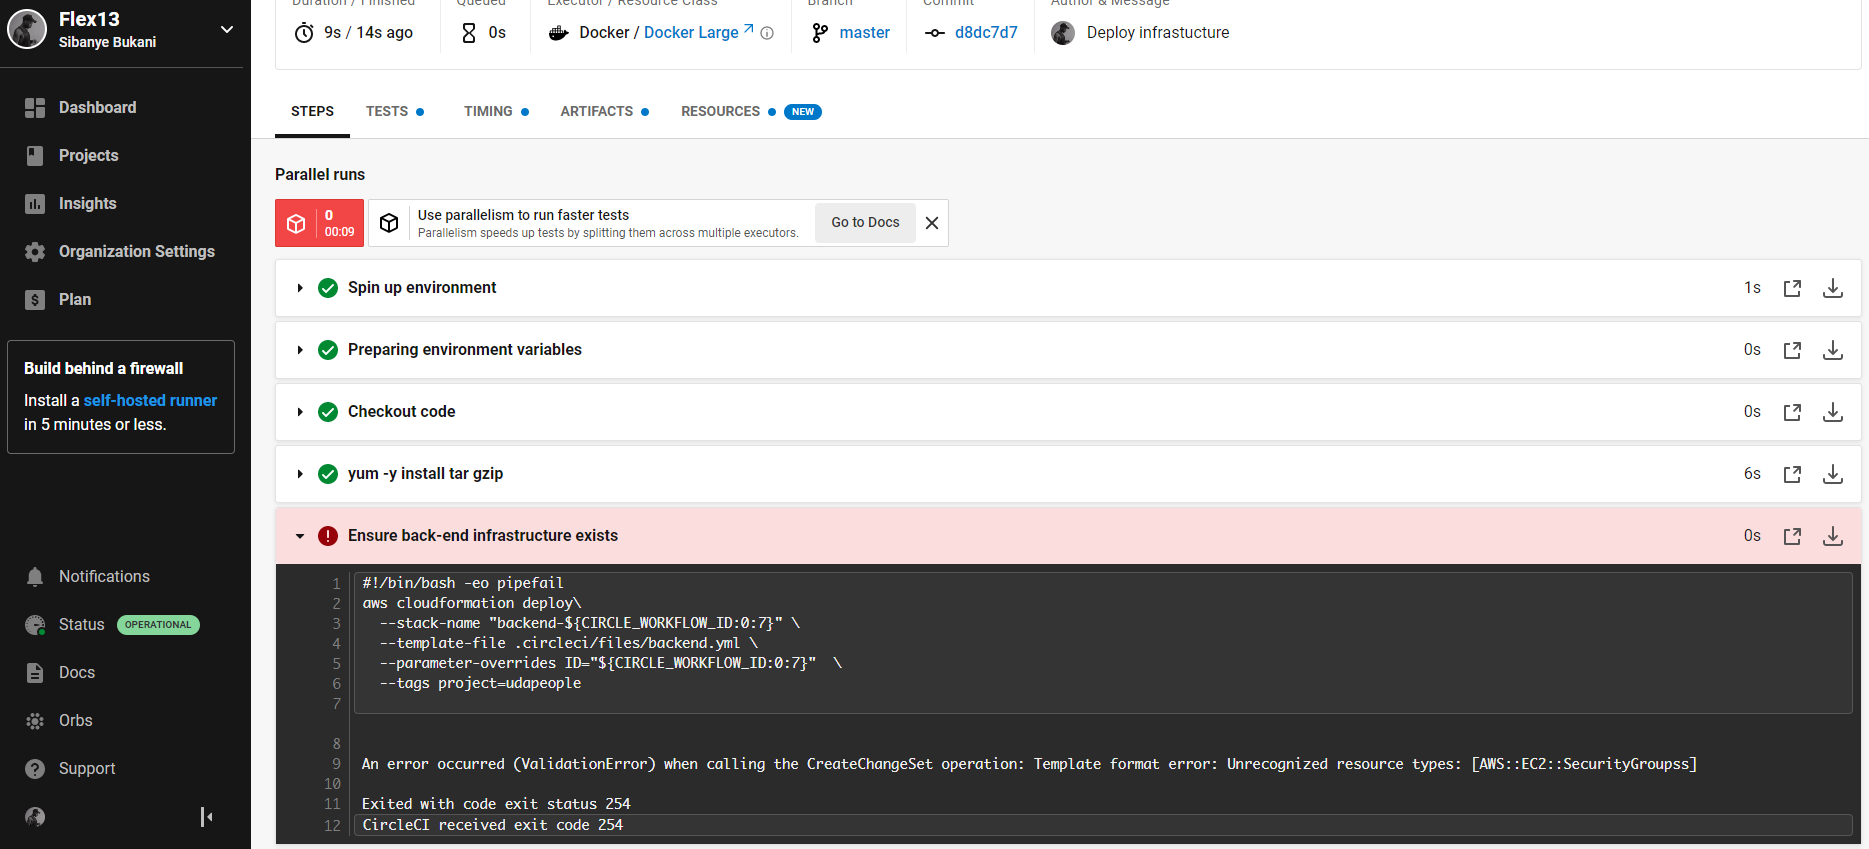 Flex13
Sibanye Bukani
Dashboard
Projects
Insights
Organization Settings
Plan
Build behind a firewall
Install a self-hosted runner
in 5 minutes or less.
Notifications
Status OPERATIONAL
Docs
Orbs
Support
Duration / Finished
9s / 14s ago
Queued
0s
Executor / Resource Class
Docker / Docker Large
Branch
master
Commit
d8dc7d7
Author & Message
Deploy infrastucture
STEPS
TESTS
TIMING
ARTIFACTS
RESOURCES NEW
Parallel runs
0
00:09
Use parallelism to run faster tests
Parallelism speeds up tests by splitting them across multiple executors.
Go to Docs
Spin up environment 1s
Preparing environment variables 0s
Checkout code 0s
yum -y install tar gzip 6s
Ensure back-end infrastructure exists 0s
1 #!/bin/bash -eo pipefail
2 aws cloudformation deploy\
3 --stack-name "backend-${CIRCLE_WORKFLOW_ID:0:7}" \
4 --template-file .circleci/files/backend.yml \
5 --parameter-overrides ID="${CIRCLE_WORKFLOW_ID:0:7}"  \
6 --tags project=udapeople
7
8
9 An error occurred (ValidationError) when calling the CreateChangeSet operation: Template format error: Unrecognized resource types: [AWS::EC2::SecurityGroupss]
10
11 Exited with code exit status 254
12 CircleCI received exit code 254